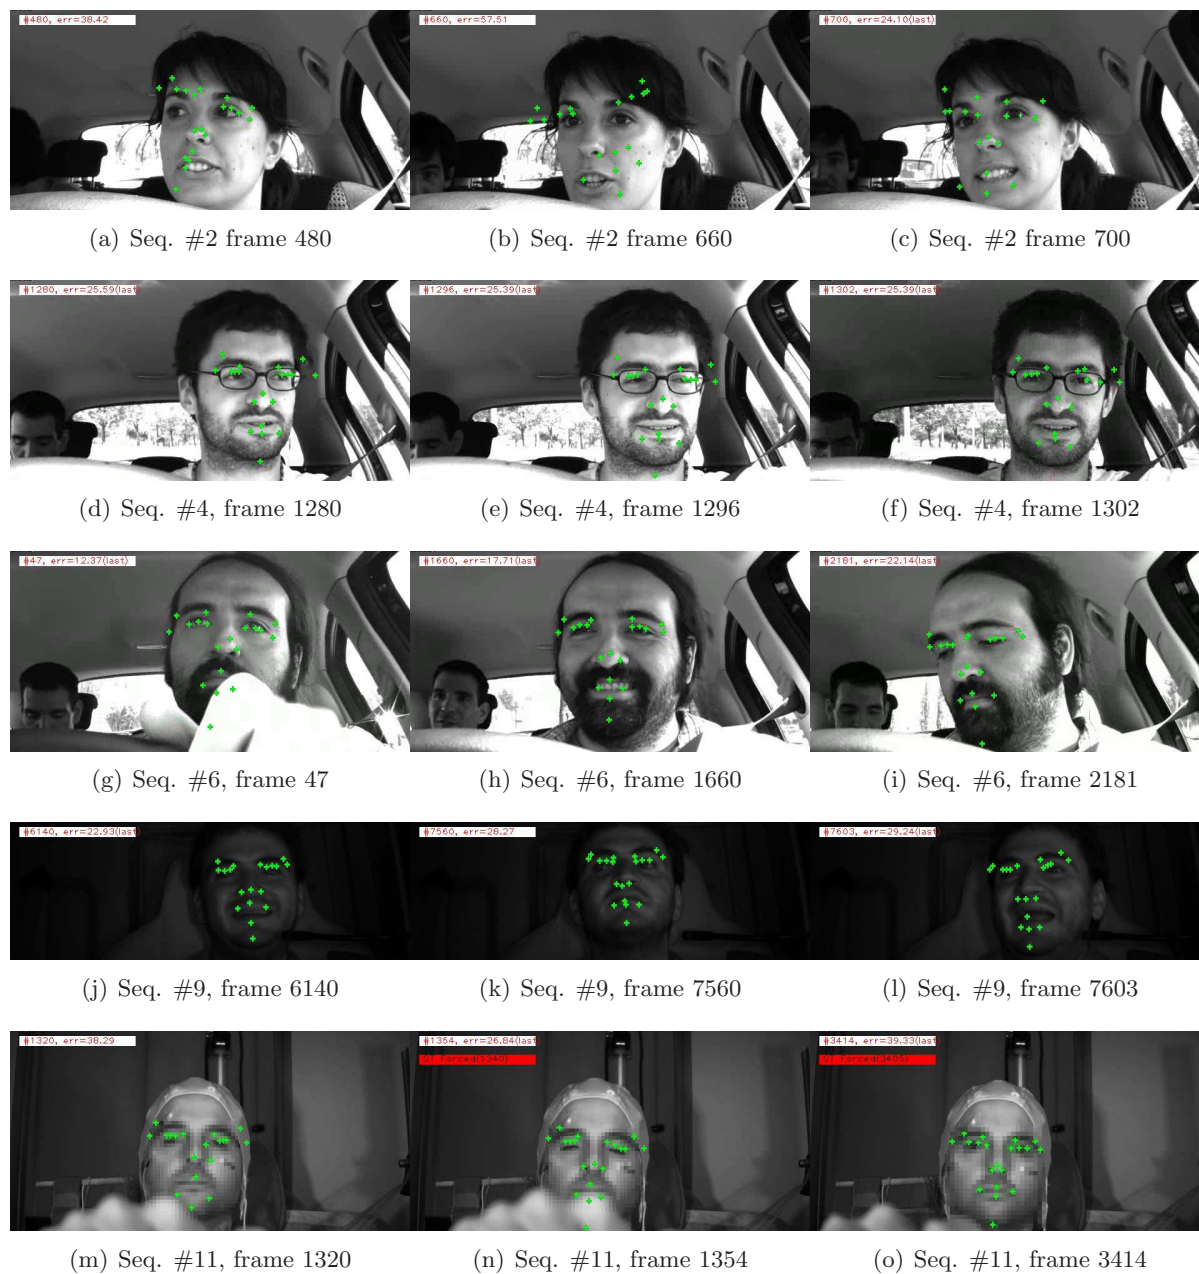 #480, err=38.42
#660, err=57.51
#700, err=24.10(last)
(a) Seq. #2 frame 480
(b) Seq. #2 frame 660
(c) Seq. #2 frame 700
#1280, err=25.59(last)
#1296, err=25.39(last)
#1302, err=25.39(last)
(d) Seq. #4, frame 1280
(e) Seq. #4, frame 1296
(f) Seq. #4, frame 1302
#47, err=12.37(last)
#1660, err=17.71(last)
#2181, err=22.14(last)
(g) Seq. #6, frame 47
(h) Seq. #6, frame 1660
(i) Seq. #6, frame 2181
#6140, err=22.93(last)
#7560, err=28.27
#7603, err=29.24(last)
(j) Seq. #9, frame 6140
(k) Seq. #9, frame 7560
(l) Seq. #9, frame 7603
#1320, err=38.29
#1354, err=26.84(last)
#3414, err=39.33(last)
ST Forced(1340)
ST Forced(3405)
(m) Seq. #11, frame 1320
(n) Seq. #11, frame 1354
(o) Seq. #11, frame 3414